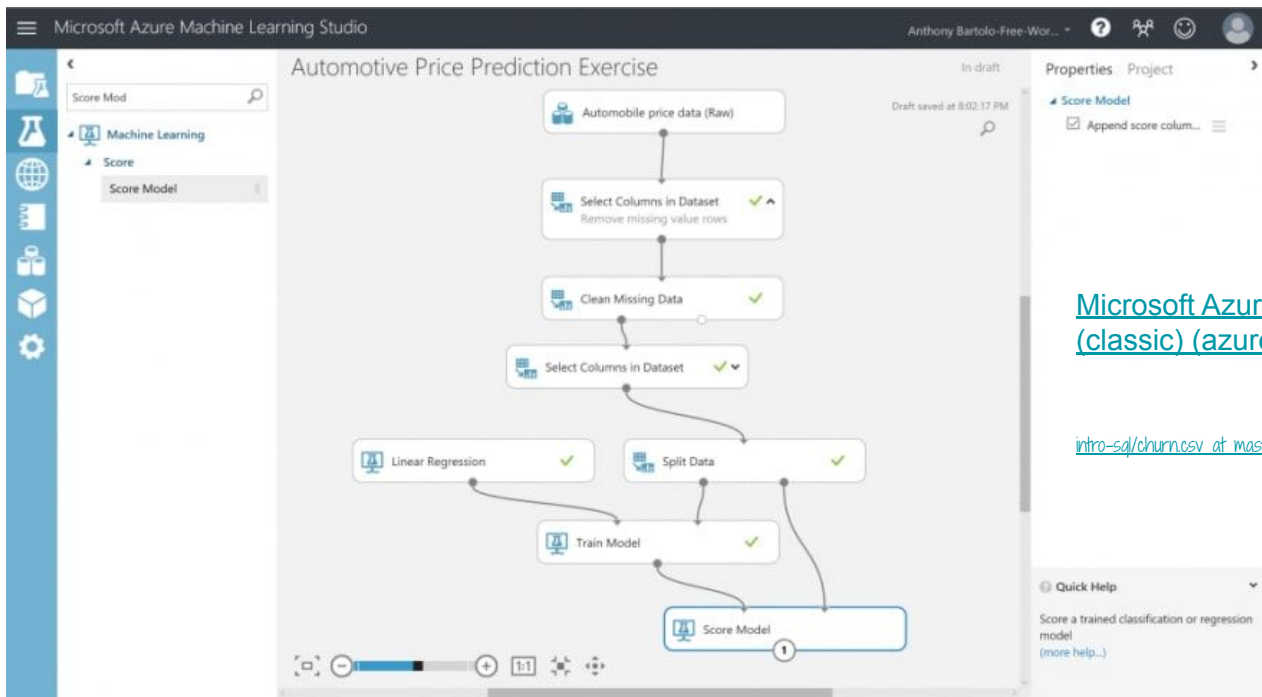 Microsoft Azure Machine Learning Studio
Anthony Bartolo-Free-Wor...
?
Score Mod
Machine Learning
Score
Score Model
Automotive Price Prediction Exercise
In draft
Draft saved at 8:02:17 PM
Automobile price data (Raw)
Select Columns in Dataset
Remove missing value rows
Clean Missing Data
Select Columns in Dataset
Linear Regression
Split Data
Train Model
Score Model
1
1:1
Properties Project
Score Model
Append score colum...
Microsoft Azur
(classic) (azure
intro-sql/churn.csv at mas
Quick Help
Score a trained classification or regression
model
(more help...)